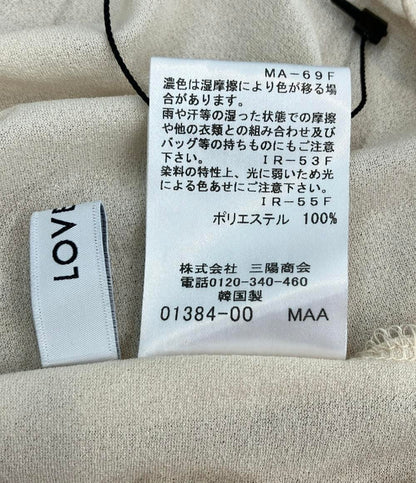 MA-69F
濃色は湿摩擦により色が移る場
合があります。
雨や汗等の湿った状態での摩擦
や他の衣類との組み合わせ及び
バッグ等の持ちものにもご注意
下さい。 IR-53F
染料の特性上、光に弱いため光
による色あせにご注意下さい。
IR-55F
ポリエステル 100%
株式会社 三陽商会
電話0120-340-460
韓国製
01384-00 MAA
LOVE